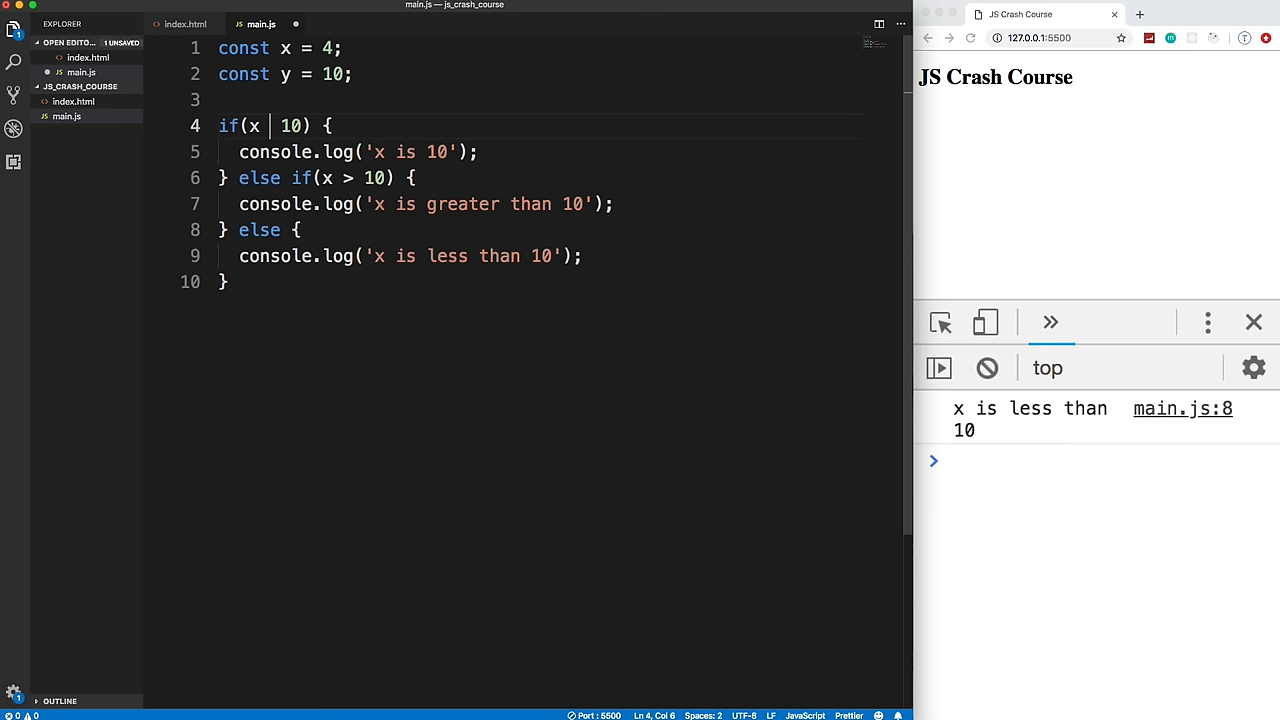 main.js — js_crash_course
EXPLORER
OPEN EDITO... 1 UNSAVED
index.html
main.js
JS_CRASH_COURSE
index.html
main.js
OUTLINE
index.html
main.js
1 const x = 4;
2 const y = 10;
3
4 if(x 10) {
5 console.log('x is 10');
6 } else if(x > 10) {
7 console.log('x is greater than 10');
8 } else {
9 console.log('x is less than 10');
10 }
0 0 Port : 5500 Ln 4, Col 6 Spaces: 2 UTF-8 LF JavaScript Prettier
JS Crash Course
127.0.0.1:5500
JS Crash Course
top
x is less than main.js:8
10